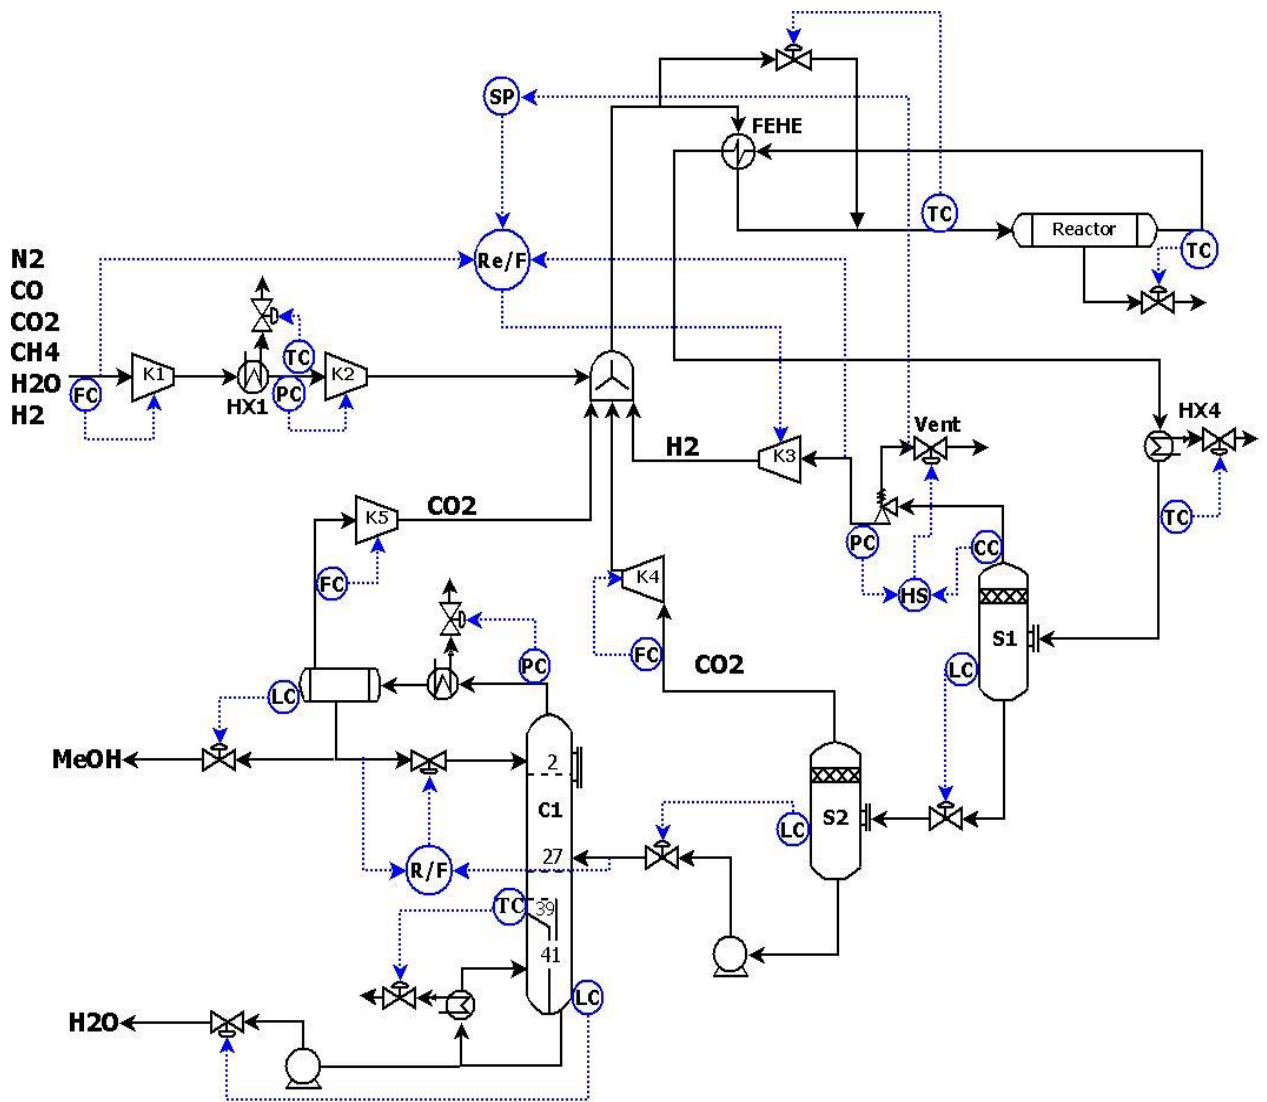 SP
FEHE
TC
Reactor
TC
N2
CO
CO2
CH4
H2O
H2
Re/F
FC
K1
HX1
TC
PC
K2
H2
K3
Vent
HX4
TC
PC
HS
CC
S1
LC
K5
CO2
FC
K4
FC
CO2
PC
LC
MeOH
2
C1
27
R/F
TC
39
41
LC
S2
LC
H2O